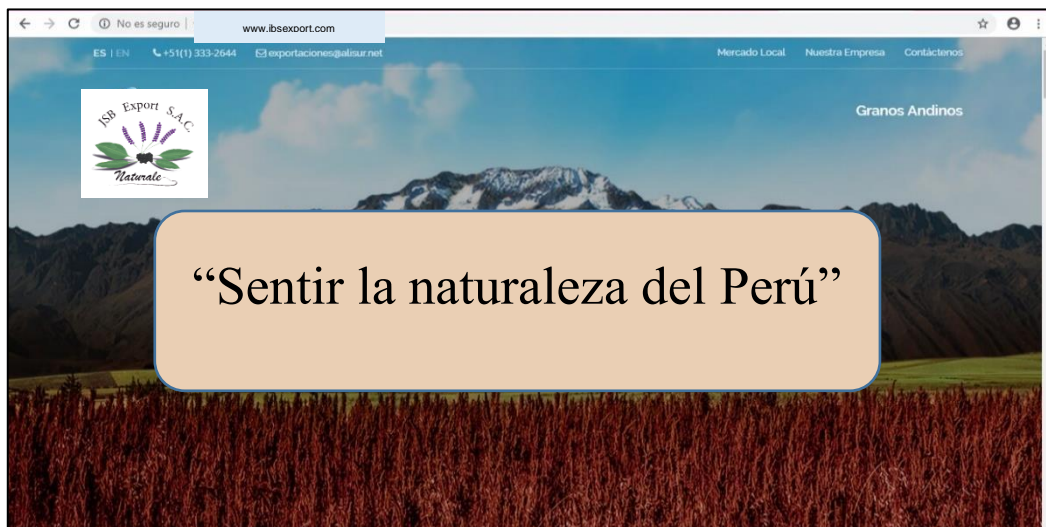 No es seguro
www.ibsexport.com
ES | EN +51(1) 333-2644 exportaciones@alisur.net Mercado Local Nuestra Empresa Contáctenos
JSB Export S.A.C.
Naturale
Granos Andinos
“Sentir la naturaleza del Perú”